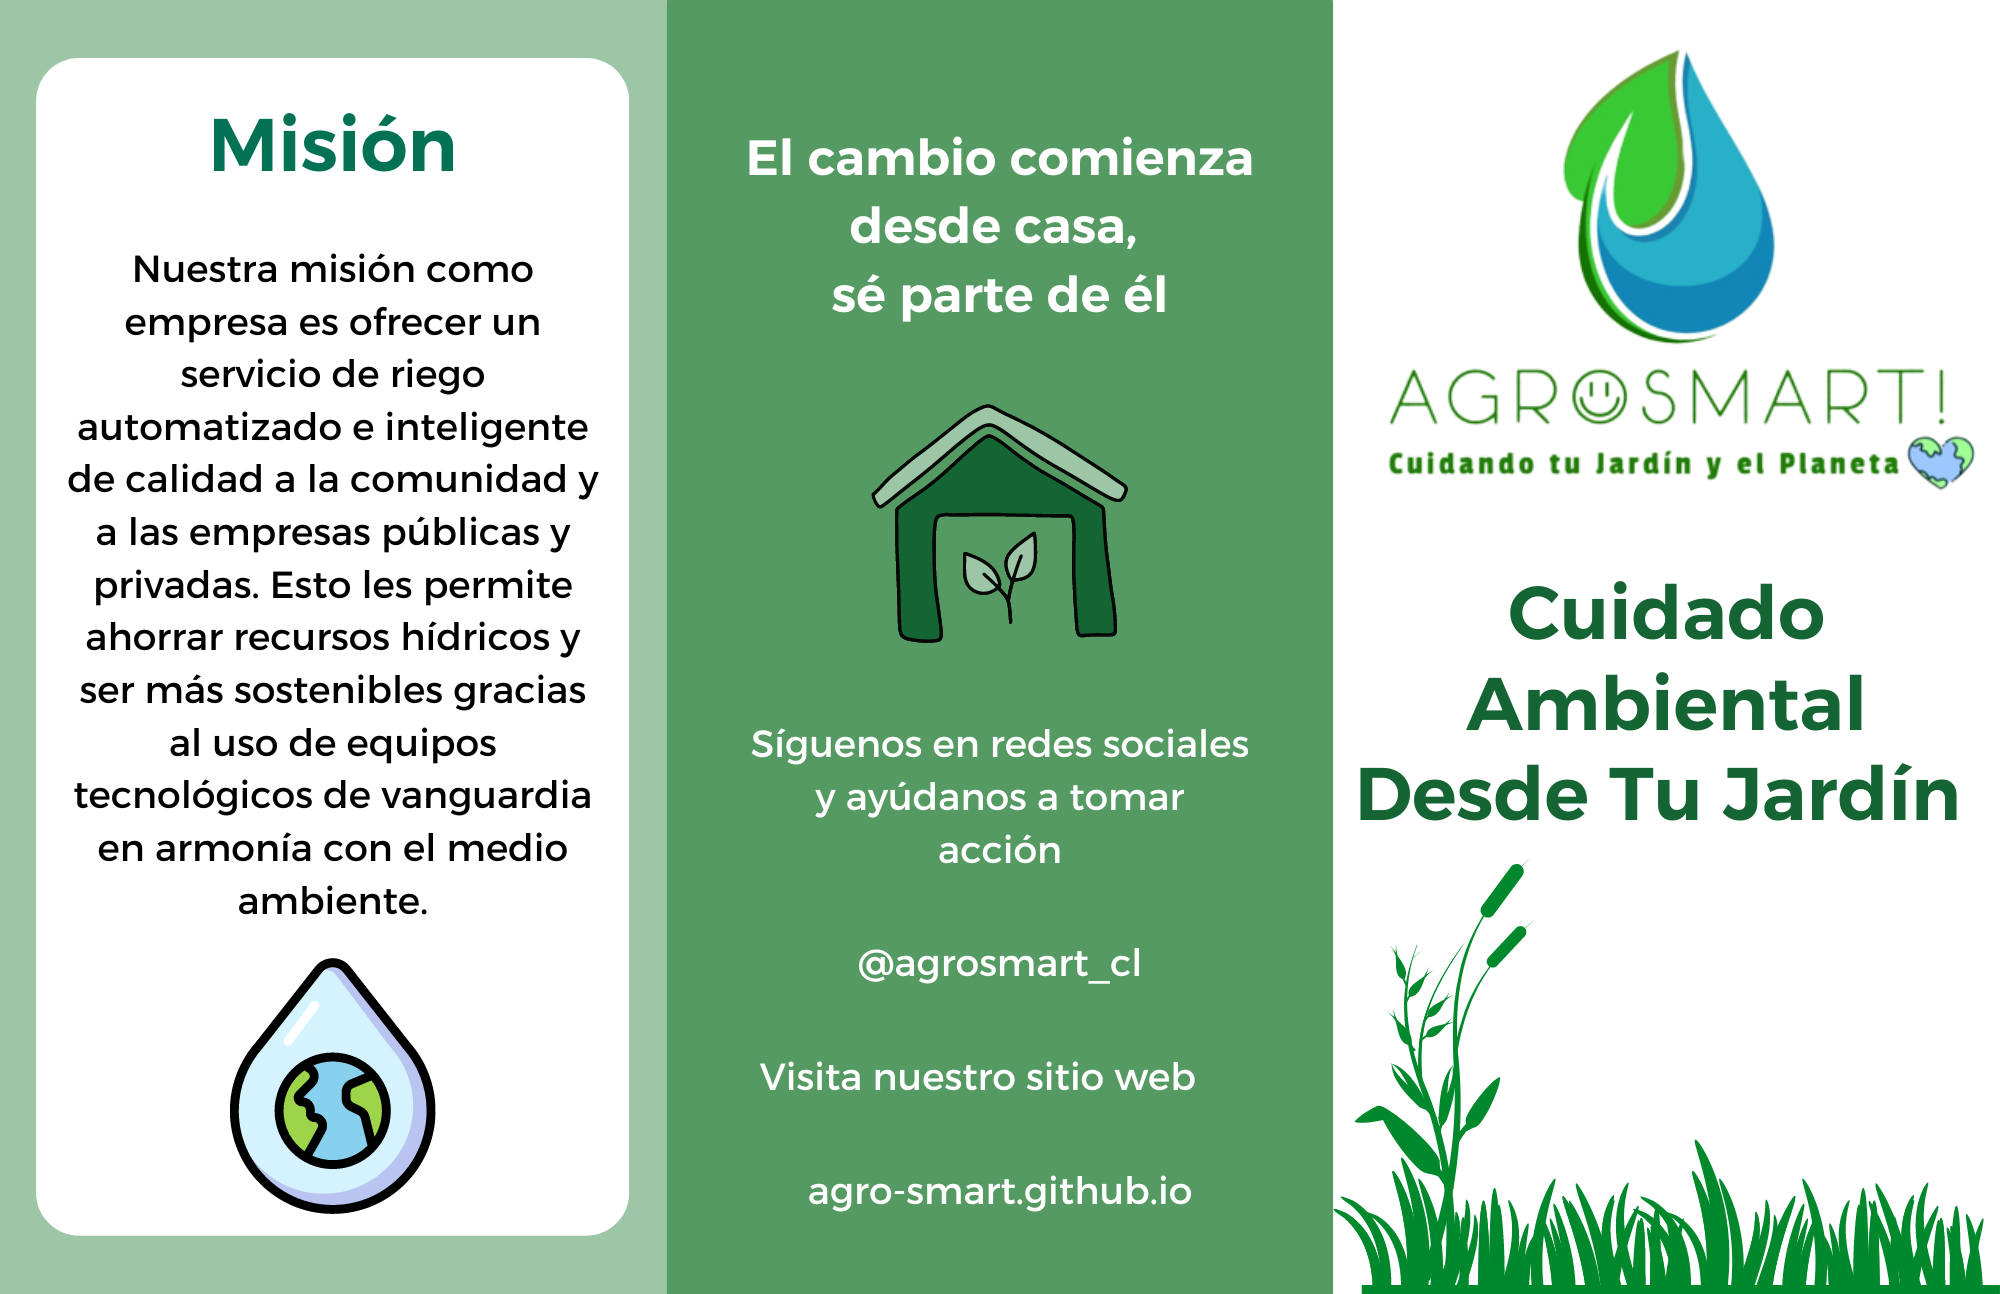 Misión
Nuestra misión como
empresa es ofrecer un
servicio de riego
automatizado e inteligente
de calidad a la comunidad y
a las empresas públicas y
privadas. Esto les permite
ahorrar recursos hídricos y
ser más sostenibles gracias
al uso de equipos
tecnológicos de vanguardia
en armonía con el medio
ambiente.
El cambio comienza
desde casa,
sé parte de él
Síguenos en redes sociales
y ayúdanos a tomar
acción
@agrosmart_cl
Visita nuestro sitio web
agro-smart.github.io
AGROSMART!
Cuidando tu Jardín y el Planeta
Cuidado
Ambiental
Desde Tu Jardín